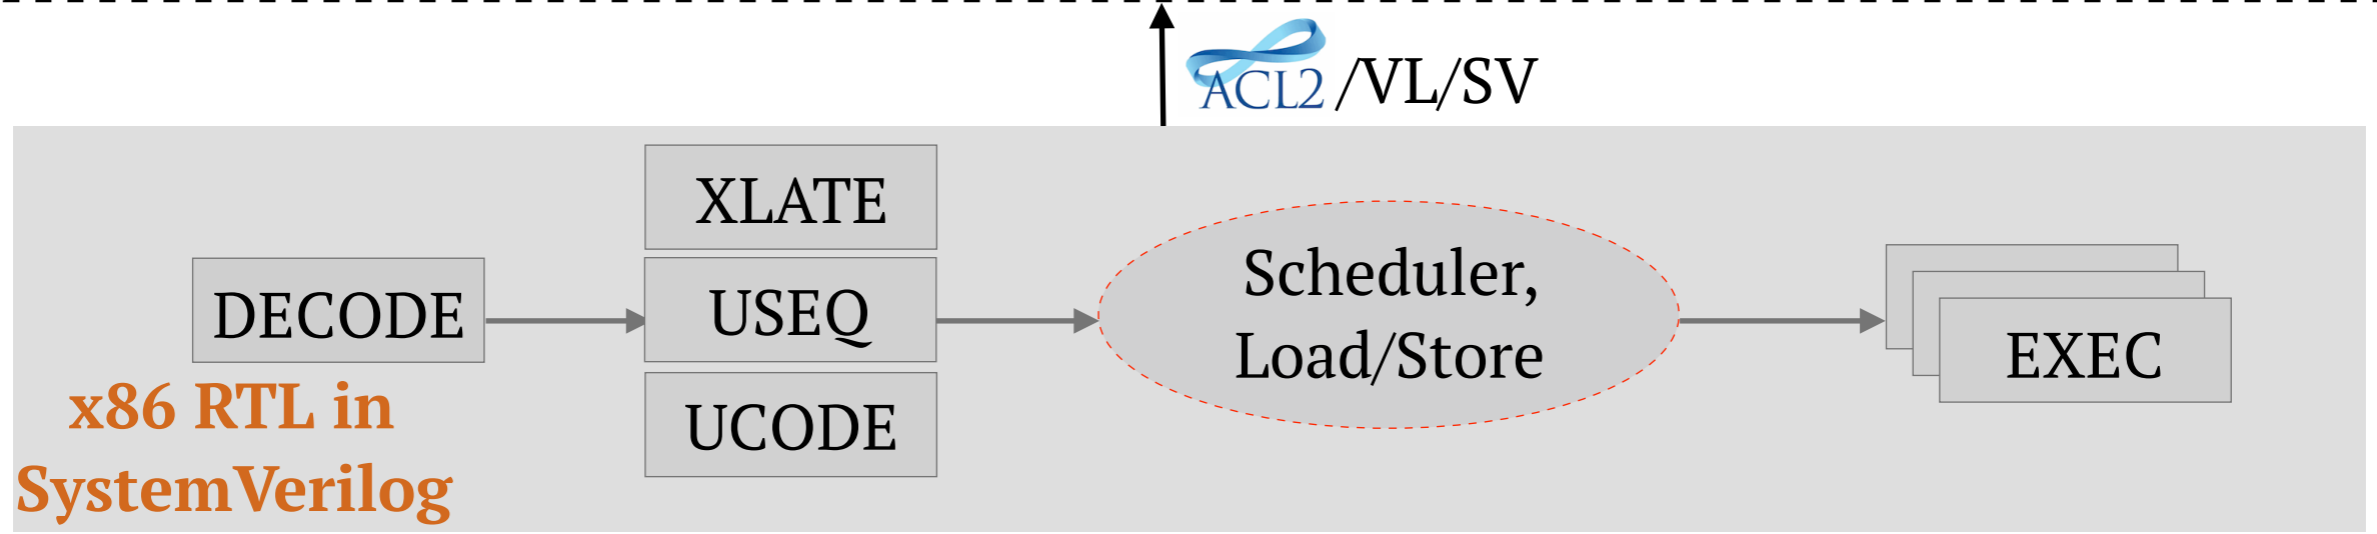 ACL2 /VL/SV
XLATE
DECODE
USEQ
UCODE
Scheduler,
Load/Store
EXEC
x86 RTL in
SystemVerilog